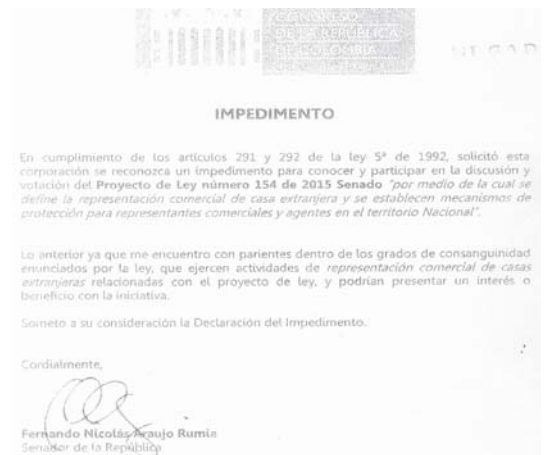 CONGRESO
DE LA REPÚBLICA
DE COLOMBIA
IMPEDIMENTO
En cumplimiento de los artículos 291 y 292 de la ley 5ª de 1992, solicitó esta
corporación se reconozca un impedimento para conocer y participar en la discusión y
votación del Proyecto de Ley número 154 de 2015 Senado "por medio de la cual se
define la representación comercial de casa extranjera y se establecen mecanismos de
protección para representantes comerciales y agentes en el territorio Nacional".
Lo anterior ya que me encuentro con parientes dentro de los grados de consanguinidad
enunciados por la ley, que ejercen actividades de representación comercial de casas
extranjeras relacionadas con el proyecto de ley, y podrían presentar un interés o
beneficio con la iniciativa.
Someto a su consideración la Declaración del Impedimento.
Cordialmente,
Fernando Nicolás Araujo Rumie
Senador de la República